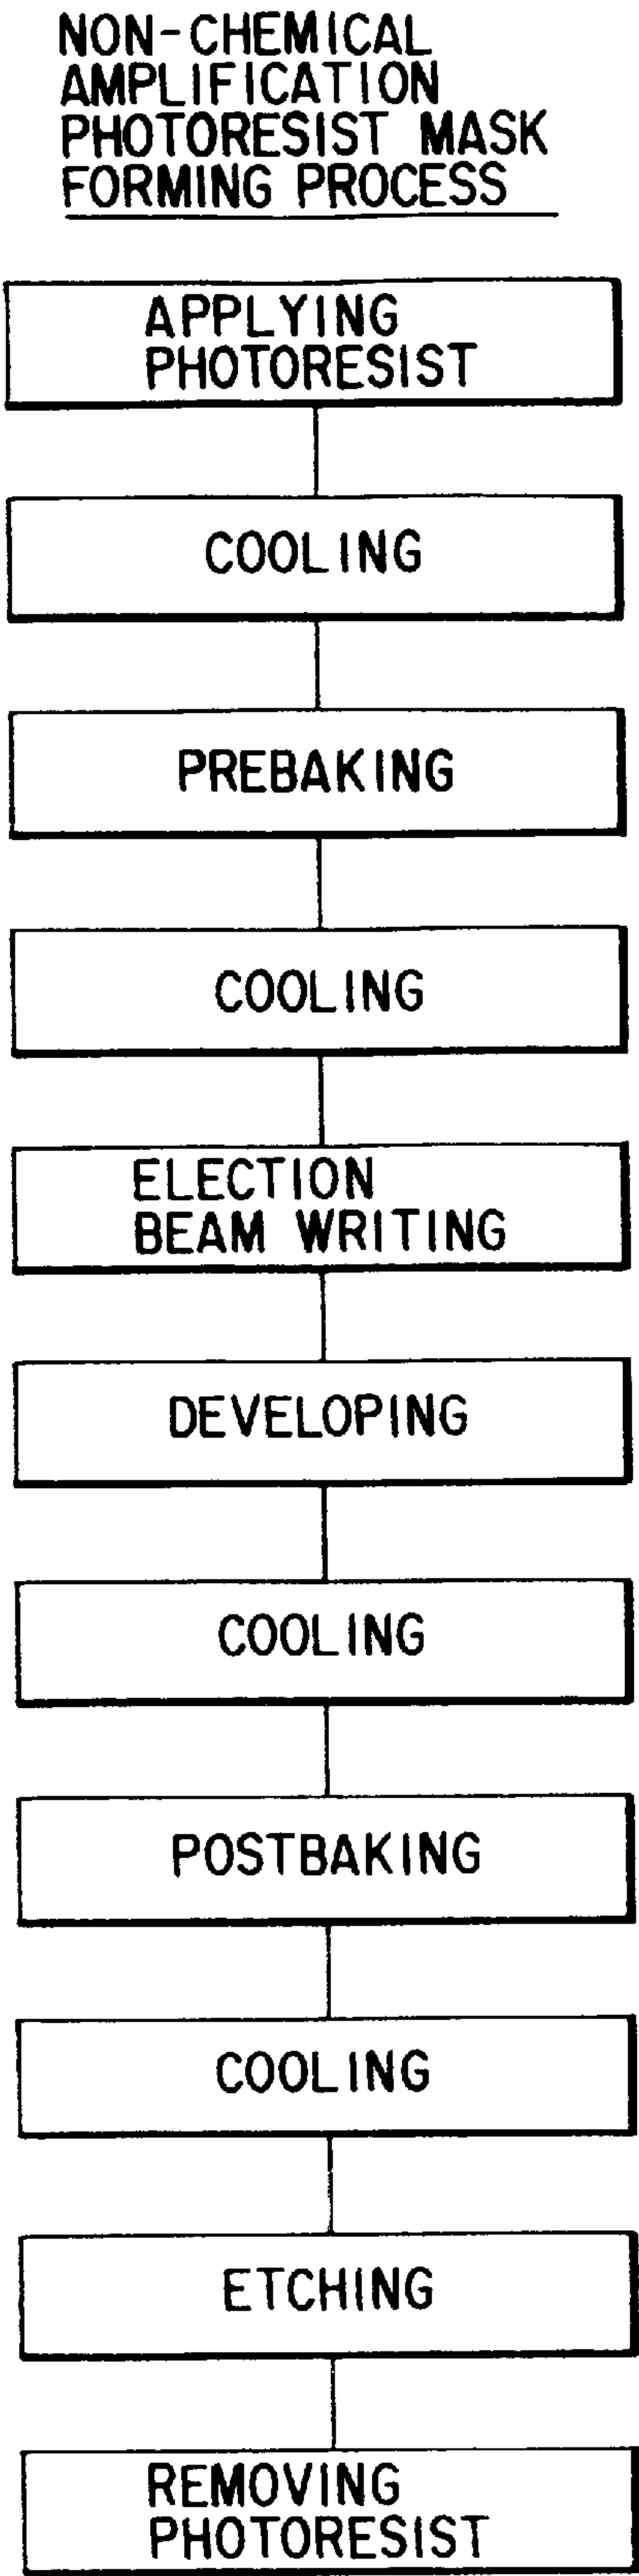 NON-CHEMICAL
AMPLIFICATION
PHOTORESIST MASK
FORMING PROCESS
APPLYING
PHOTORESIST
COOLING
PREBAKING
COOLING
ELECTION
BEAM WRITING
DEVELOPING
COOLING
POSTBAKING
COOLING
ETCHING
REMOVING
PHOTORESIST